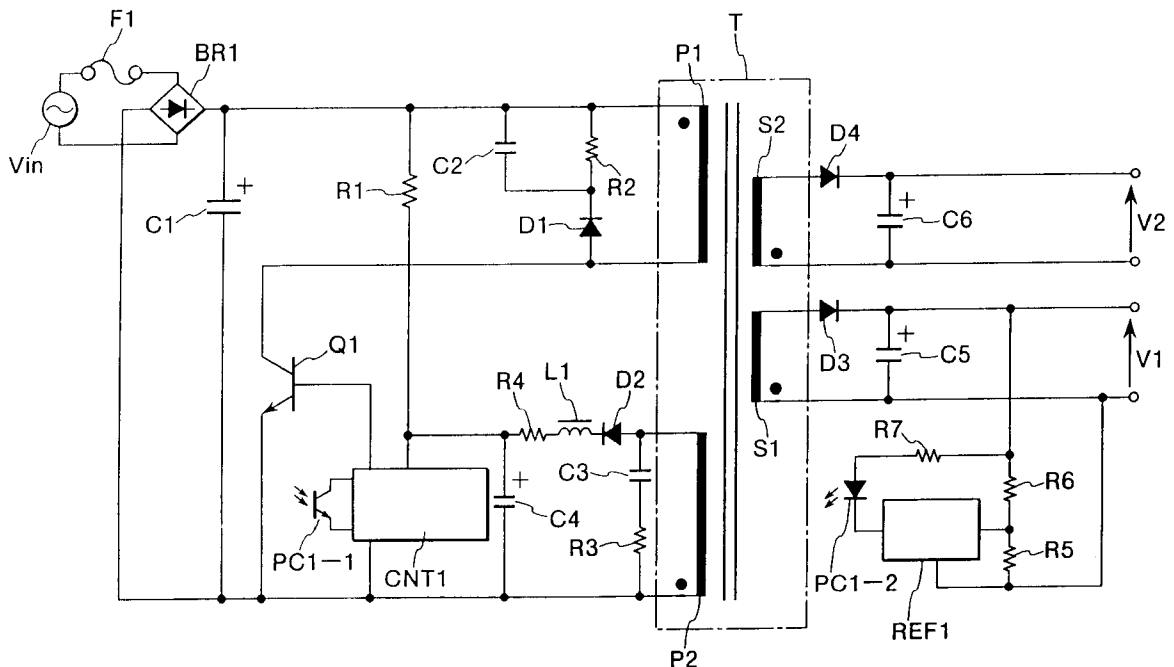 F1
BR1
Vin
T
P1
S2
D4
C2
R2
R1
C1
+
D1
+
C6
V2
Q1
D3
+
C5
V1
R4
L1
D2
S1
R7
C3
+
C4
R6
PC1-1
R3
R5
CNT1
PC1-2
REF1
P2